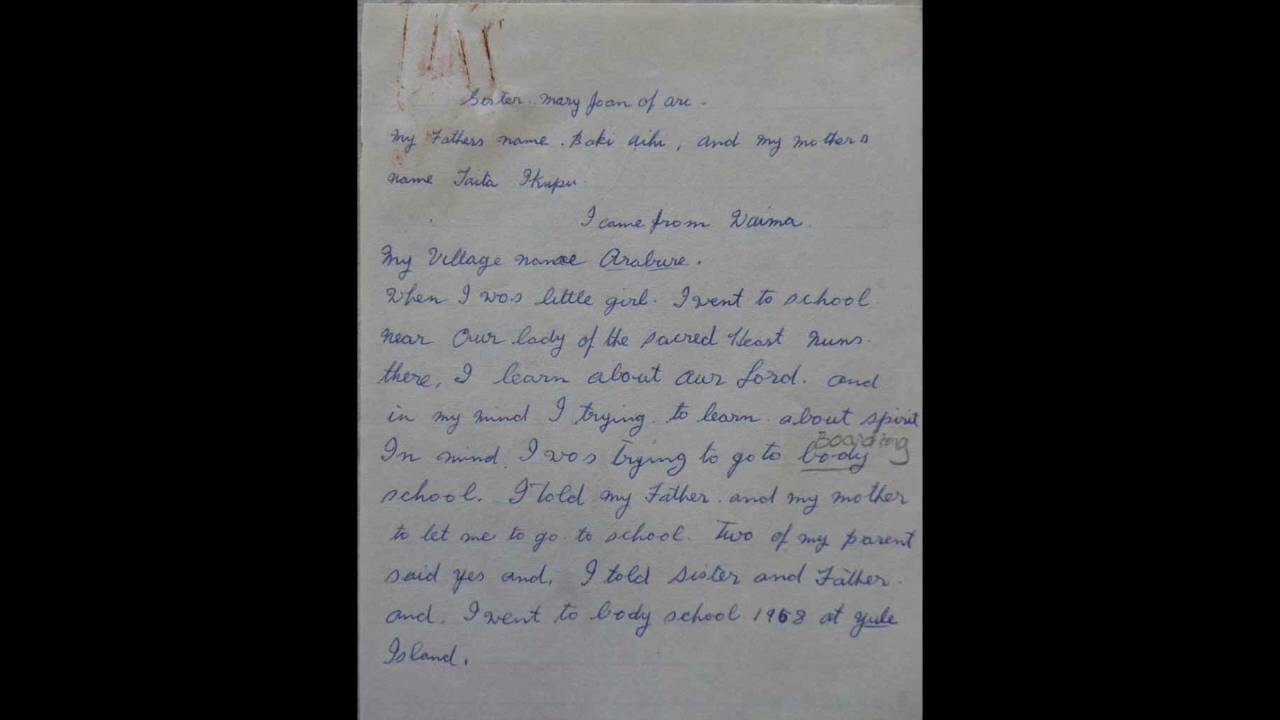 Sister Mary Joan of arc.
My Fathers name. Baki Aihi, and my mothers
name Taita Ikupu.
I came from Waima.
My Village name Arabure.
When I was little girl. I went to school.
near Our lady of the sacred Heart Nuns.
there, I learn about our Lord. and
in my mind I trying to learn about spirit
Boarding
In mind, I was trying to go to body
school. I told my Father and my mother
to let me to go to school. Two of my parent
said yes and, I told Sister and Father.
and, I went to body school 1968 at Yule
Island.